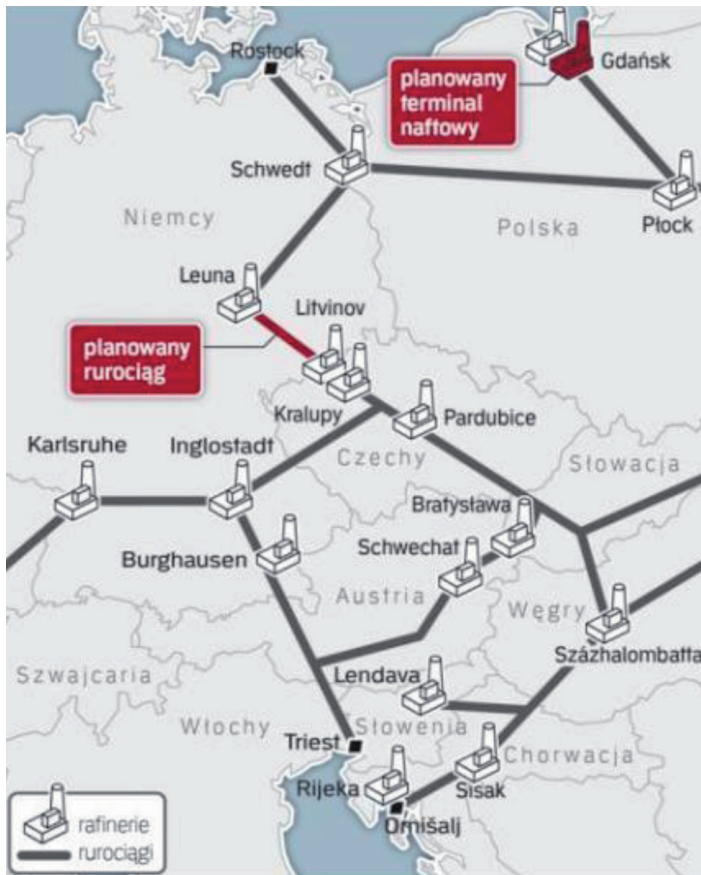 Rostock
Gdańsk
planowany
terminal
naftowy
Schwedt
Niemcy
Polska
Płock
Leuna
Litvinov
planowany
rurociąg
Kralupy
Pardubice
Karlsruhe
Inglostadt
Czechy
Słowacja
Bratysława
Burghausen
Schwechat
Austria
Węgry
Százhalombatta
Szwajcaria
Lendava
Włochy
Słowenia
Triest
Chorwacja
Rijeka
Sisak
Omišalj
rafinerie
rurociągi